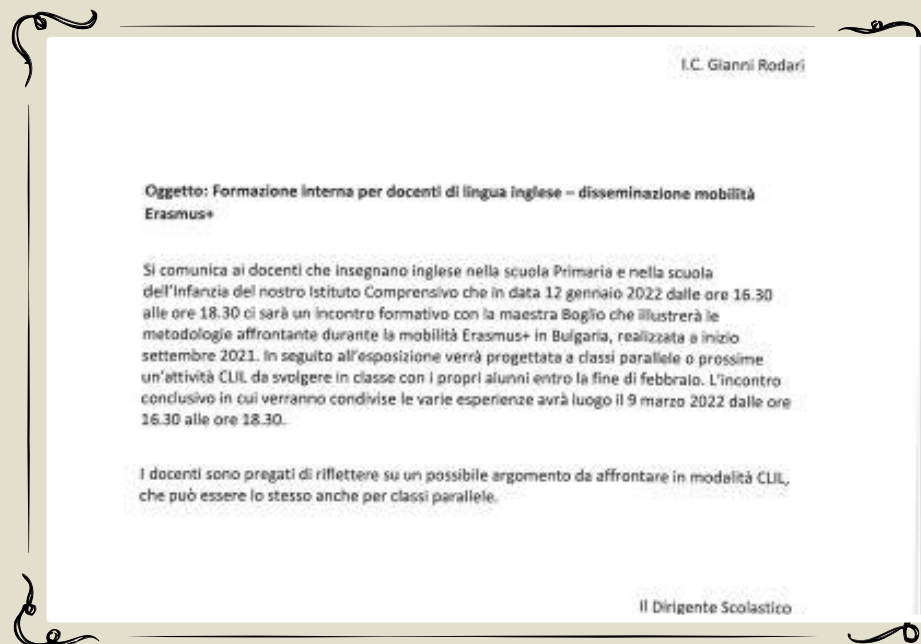 I.C. Gianni Rodari
Oggetto: Formazione interna per docenti di lingua inglese – disseminazione mobilità
Erasmus+
Si comunica ai docenti che insegnano inglese nella scuola Primaria e nella scuola
dell'Infanzia del nostro Istituto Comprensivo che in data 12 gennaio 2022 dalle ore 16.30
alle ore 18.30 ci sarà un incontro formativo con la maestra Boglio che illustrerà le
metodologie affrontante durante la mobilità Erasmus+ in Bulgaria, realizzata a inizio
settembre 2021. In seguito all'esposizione verrà progettata a classi parallele o prossime
un'attività CLIL da svolgere in classe con i propri alunni entro la fine di febbraio. L'incontro
conclusivo in cui verranno condivise le varie esperienze avrà luogo il 9 marzo 2022 dalle ore
16.30 alle ore 18.30.
I docenti sono pregati di riflettere su un possibile argomento da affrontare in modalità CLIL,
che può essere lo stesso anche per classi parallele.
Il Dirigente Scolastico